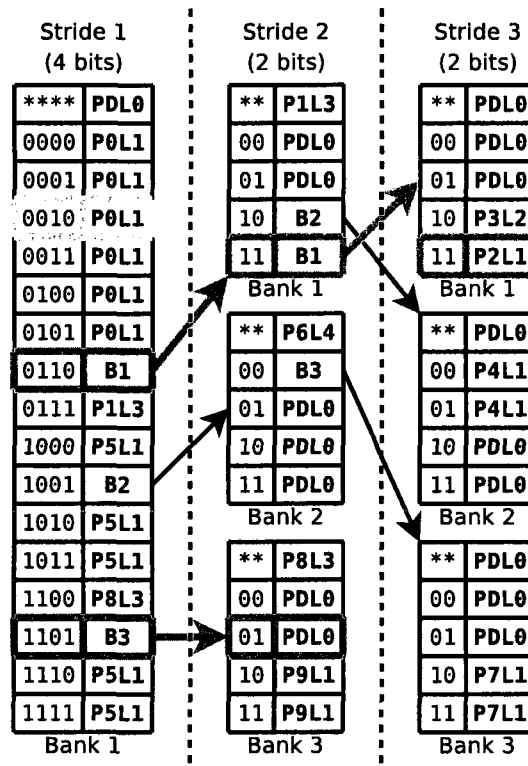 Stride 1
(4 bits)
**** PDL0
0000 P0L1
0001 P0L1
0010 P0L1
0011 P0L1
0100 P0L1
0101 P0L1
0110 B1
0111 P1L3
1000 P5L1
1001 B2
1010 P5L1
1011 P5L1
1100 P8L3
1101 B3
1110 P5L1
1111 P5L1
Bank 1
Stride 2
(2 bits)
** P1L3
00 PDL0
01 PDL0
10 B2
11 B1
Bank 1
** P6L4
00 B3
01 PDL0
10 PDL0
11 PDL0
Bank 2
** P8L3
00 PDL0
01 PDL0
10 P9L1
11 P9L1
Bank 3
Stride 3
(2 bits)
** PDL0
00 PDL0
01 PDL0
10 P3L2
11 P2L1
Bank 1
** PDL0
00 P4L1
01 P4L1
10 PDL0
11 PDL0
Bank 2
** PDL0
00 PDL0
01 PDL0
10 P7L1
11 P7L1
Bank 3